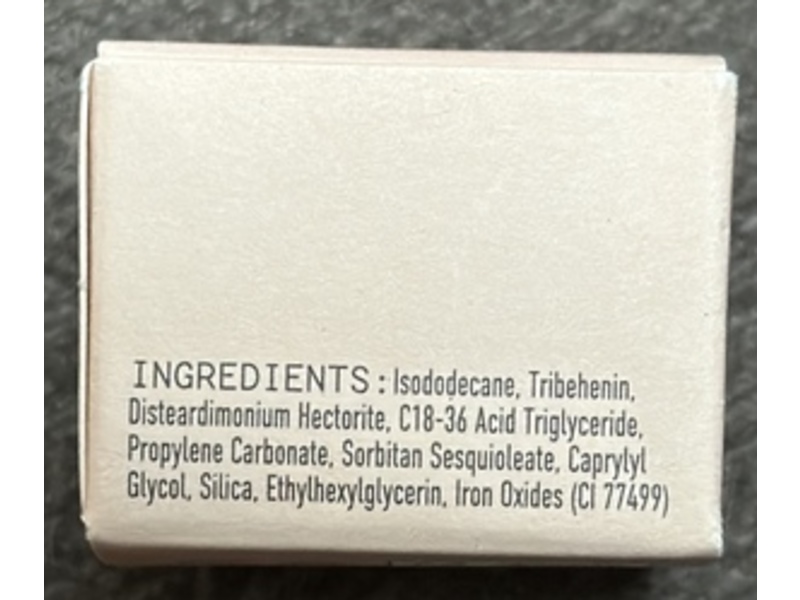 INGREDIENTS : Isododecane, Tribehenin,
Disteardimonium Hectorite, C18-36 Acid Triglyceride,
Propylene Carbonate, Sorbitan Sesquioleate, Caprylyl
Glycol, Silica, Ethylhexylglycerin, Iron Oxides (CI 77499)